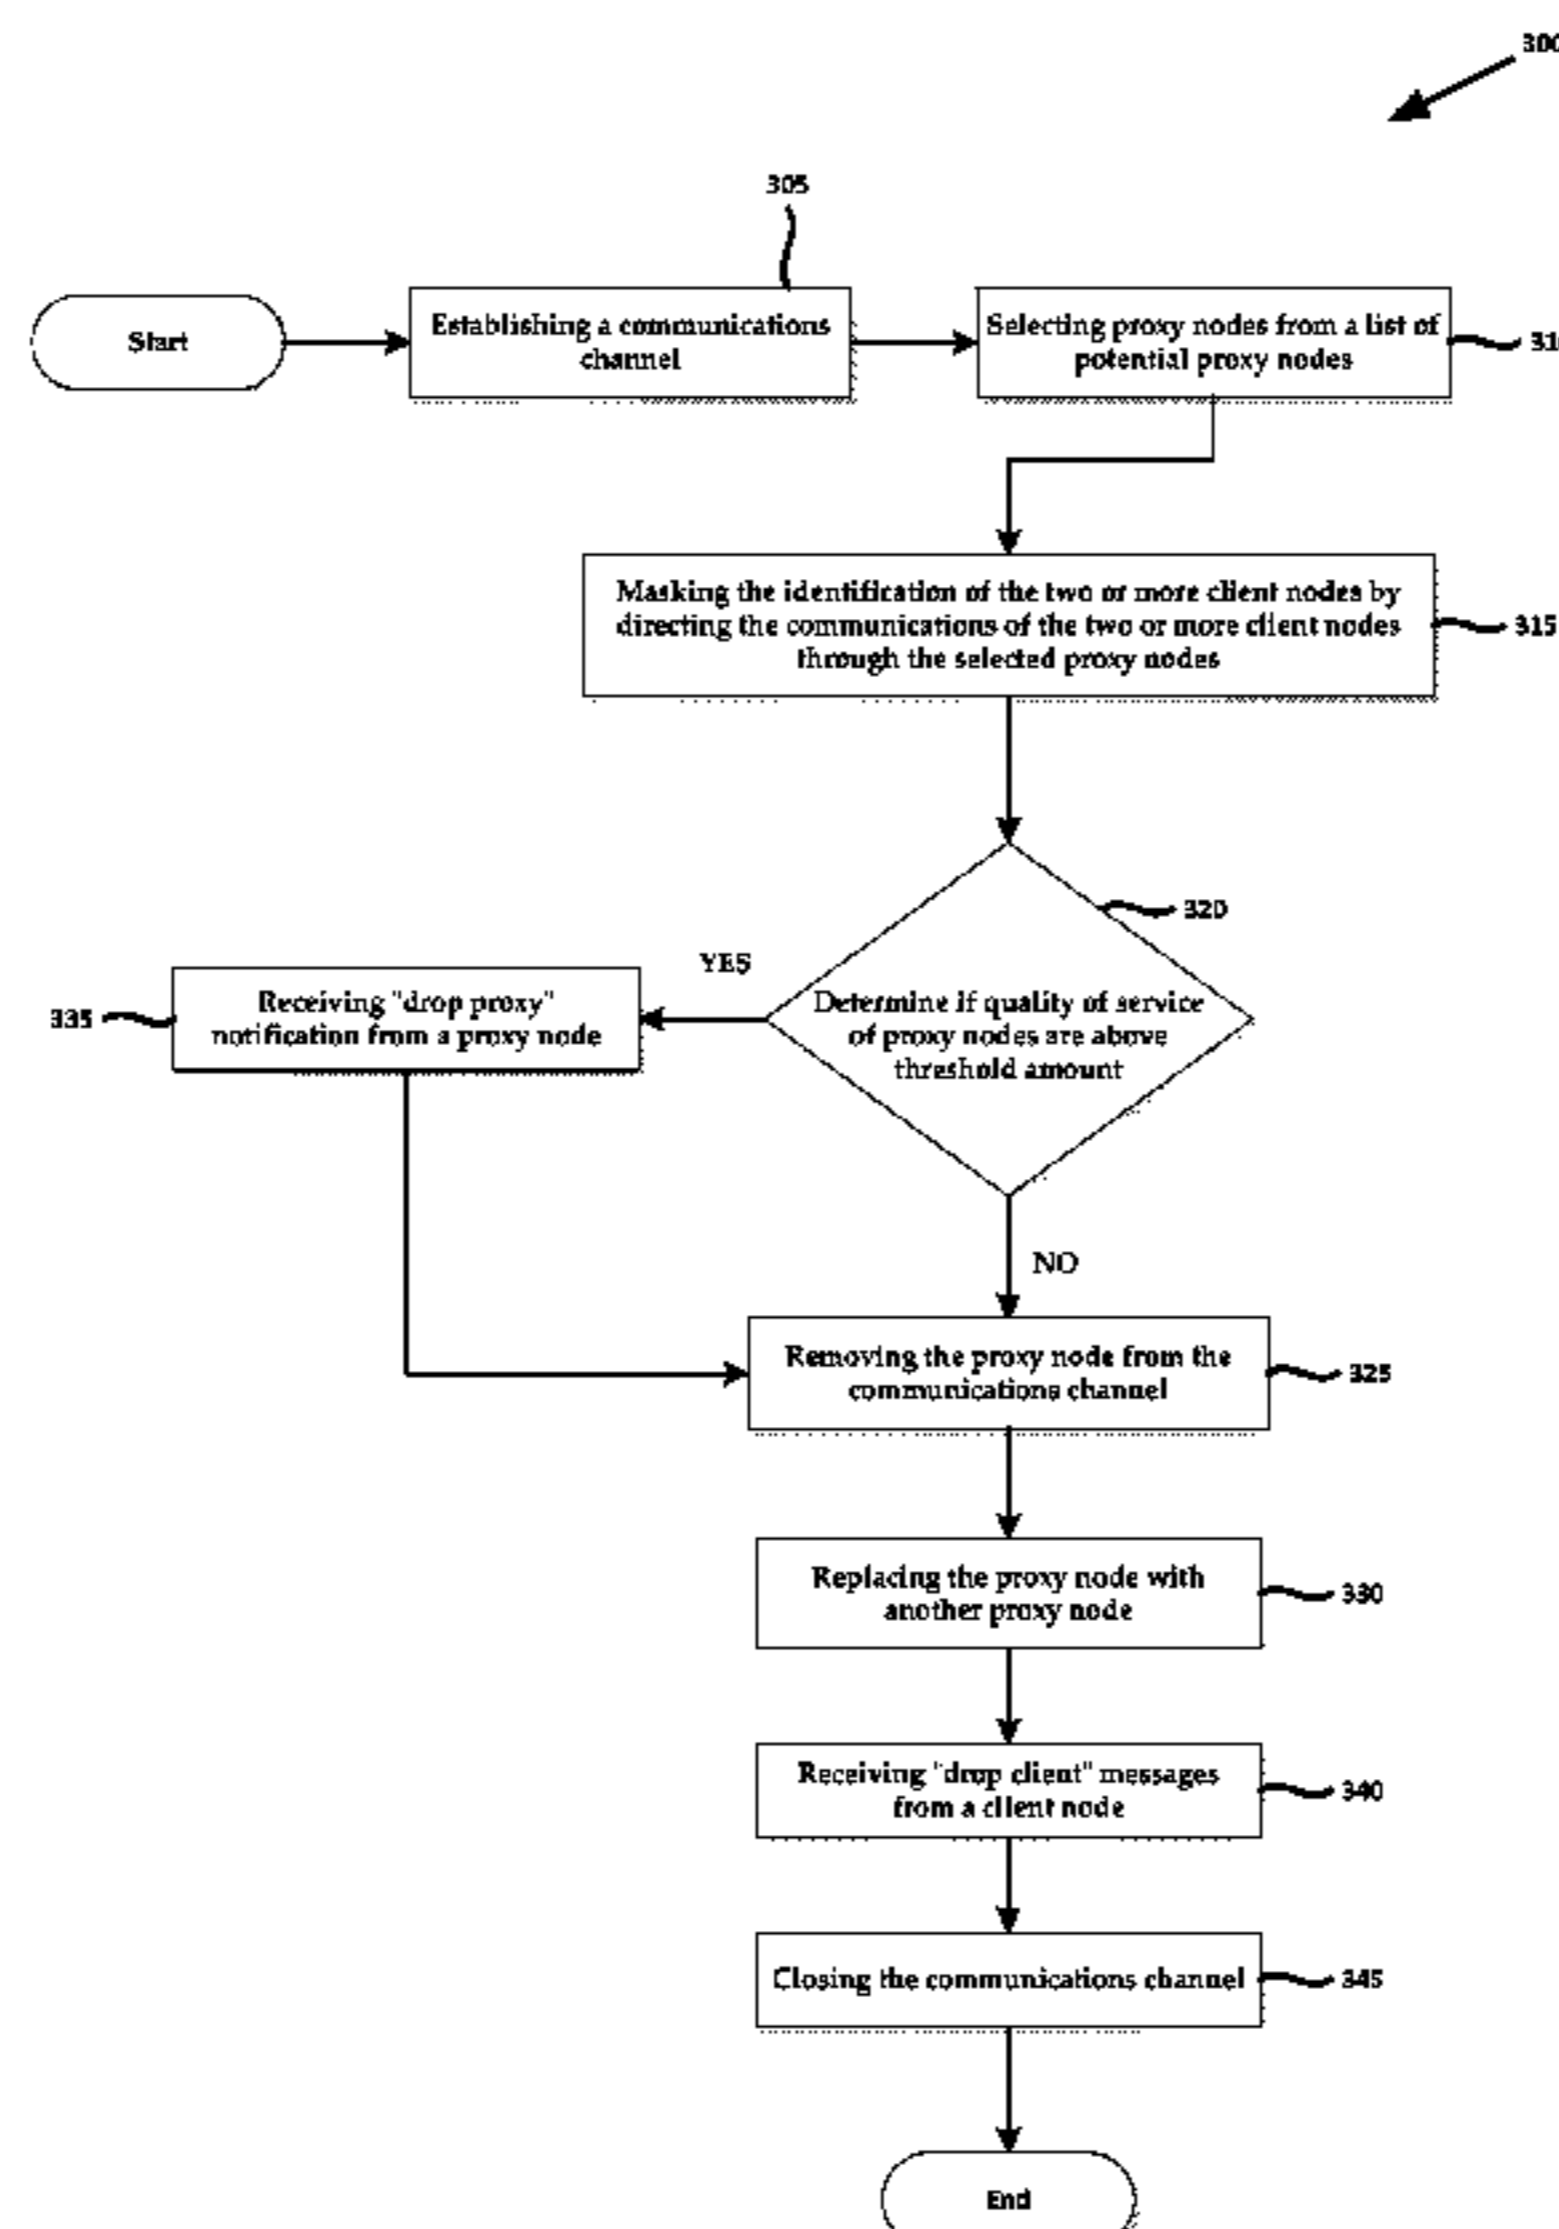 300
305
Start
Establishing a communications
channel
Selecting proxy nodes from a list of
potential proxy nodes
31
Masking the identification of the two or more client nodes by
directing the communications of the two or more client nodes
through the selected proxy nodes
315
320
YES
Determine if quality of service
of proxy nodes are above
threshold amount
335
Receiving "drop proxy"
notification from a proxy node
NO
Removing the proxy node from the
communications channel
325
Replacing the proxy node with
another proxy node
330
Receiving "drop client" messages
from a client node
340
Closing the communications channel
345
End